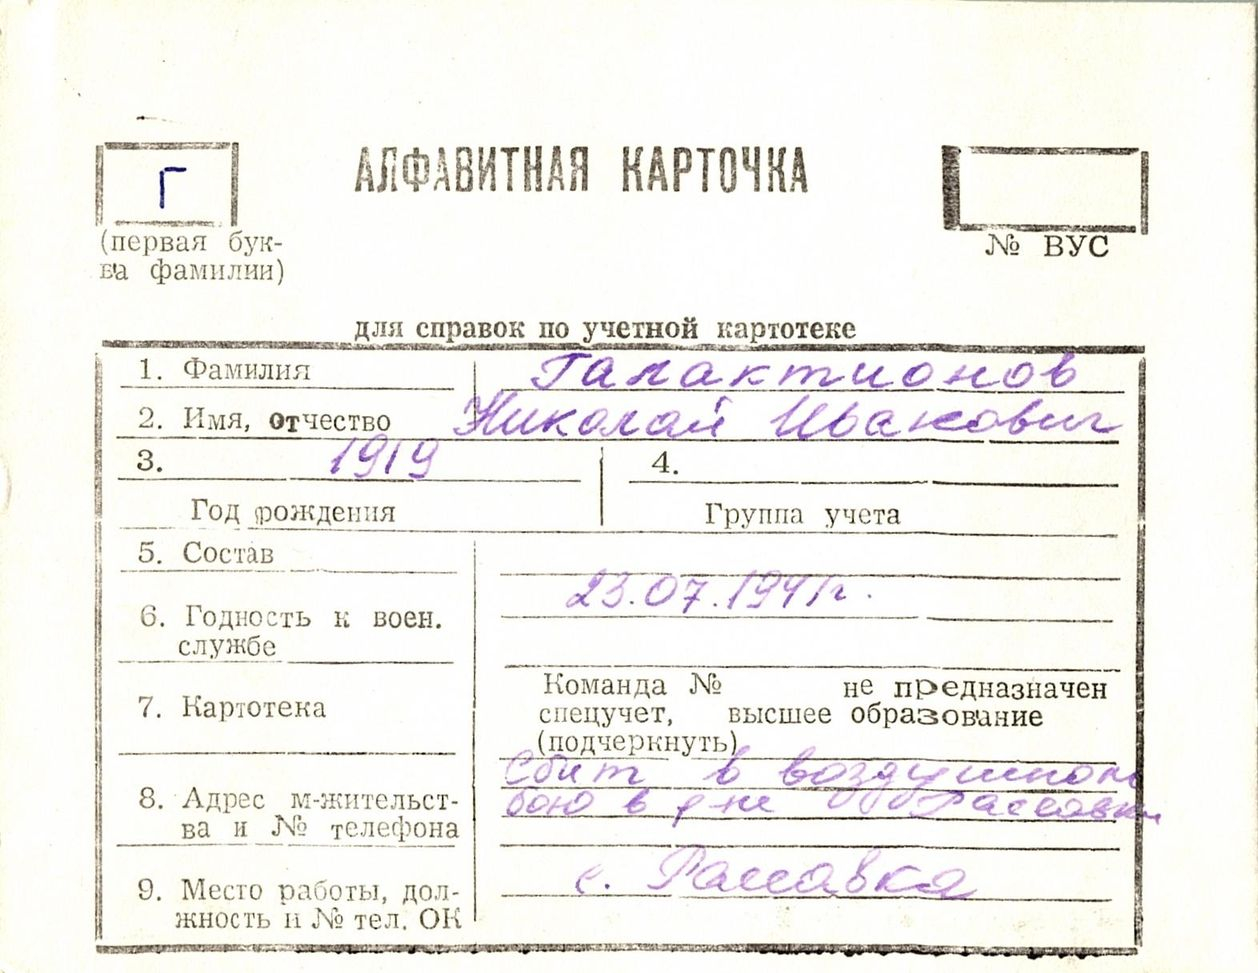 Г
АЛФАВИТНАЯ КАРТОЧКА
(первая бук-
ва фамилии)
№ ВУС
для справок по учетной картотеке
1. Фамилия Галактионов
2. Имя, отчество Николай Иванович
3. 1919 4.
Год рождения Группа учета
5. Состав
23.07.1941г.
6. Годность к воен.
службе
7. Картотека
Команда № не предназначен
спецучет, высшее образование
(подчеркнуть)
Сбит в воздушном
бою в р-не Рассавки
8. Адрес м-жительст-
ва и № телефона
с. Рассавка
9. Место работы, дол-
жность и № тел. ОК